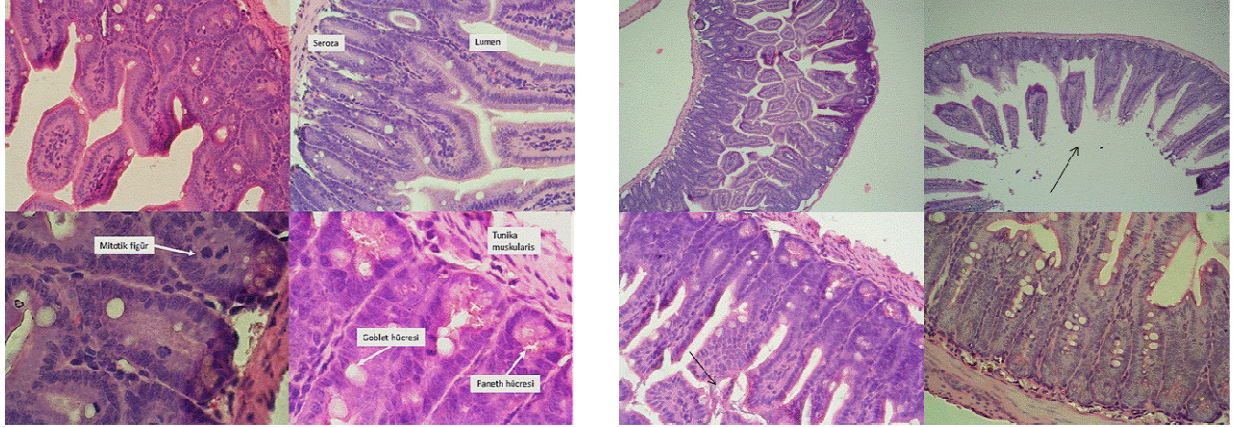 Seroza
Lumen
Mitotik figür
Tunika
muskularis
Goblet hücresi
Paneth hücresi